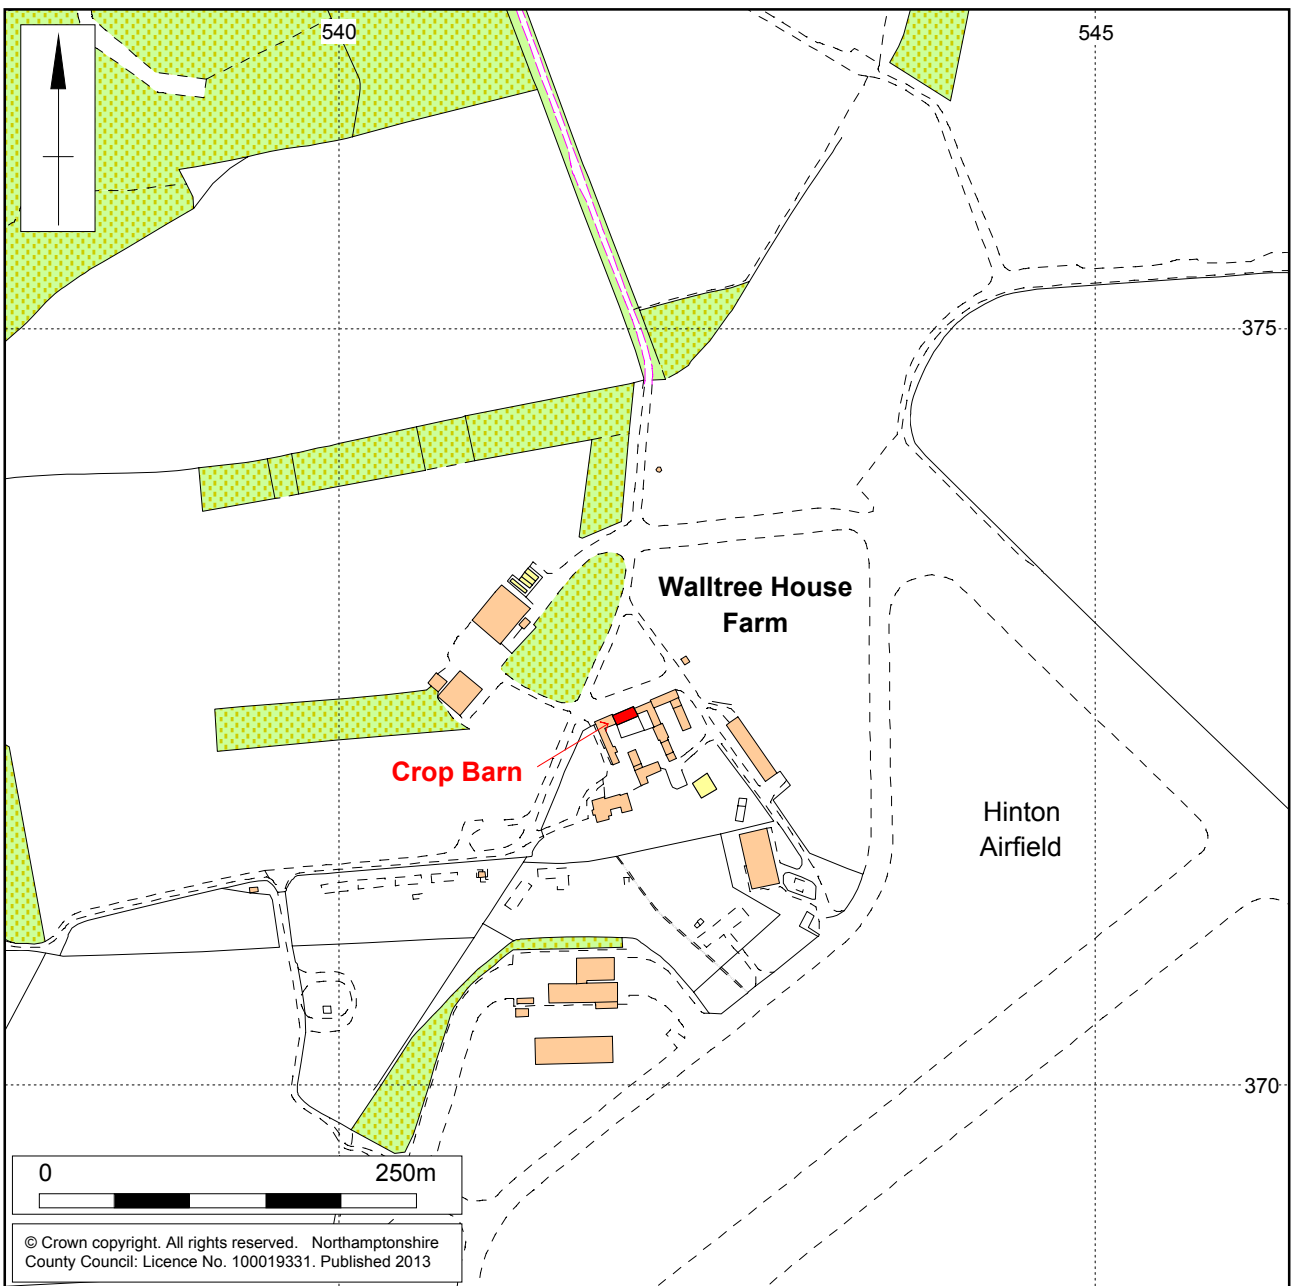 540
545
375
Walltree House
Farm
Crop Barn
Hinton
Airfield
370
0 250m
© Crown copyright. All rights reserved. Northamptonshire
County Council: Licence No. 100019331. Published 2013